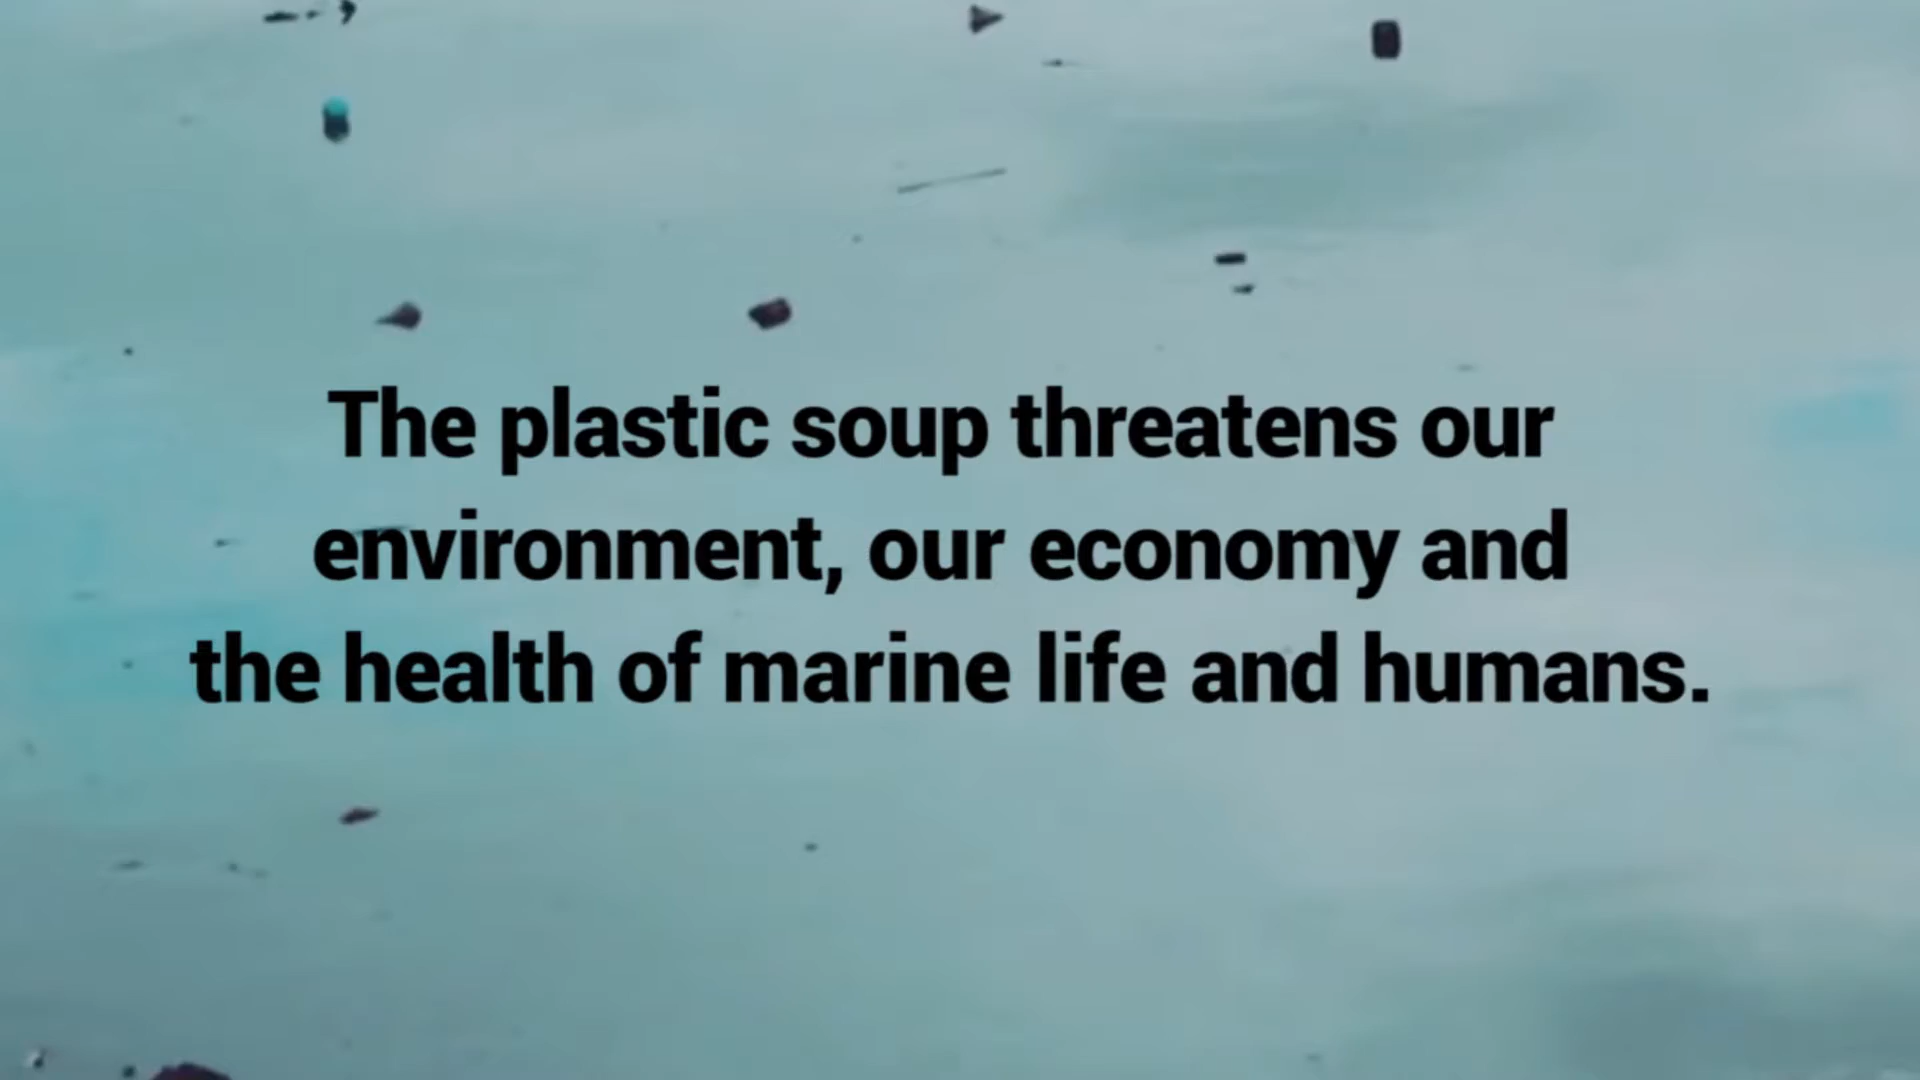 The plastic soup threatens our
environment, our economy and
the health of marine life and humans.